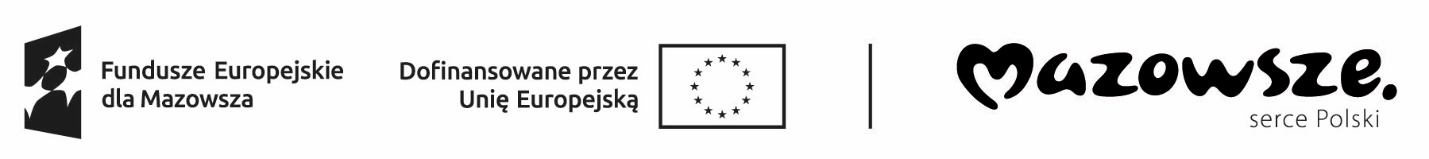 Fundusze Europejskie
dla Mazowsza
Dofinansowane przez
Unię Europejską
Mazowsze.
serce Polski